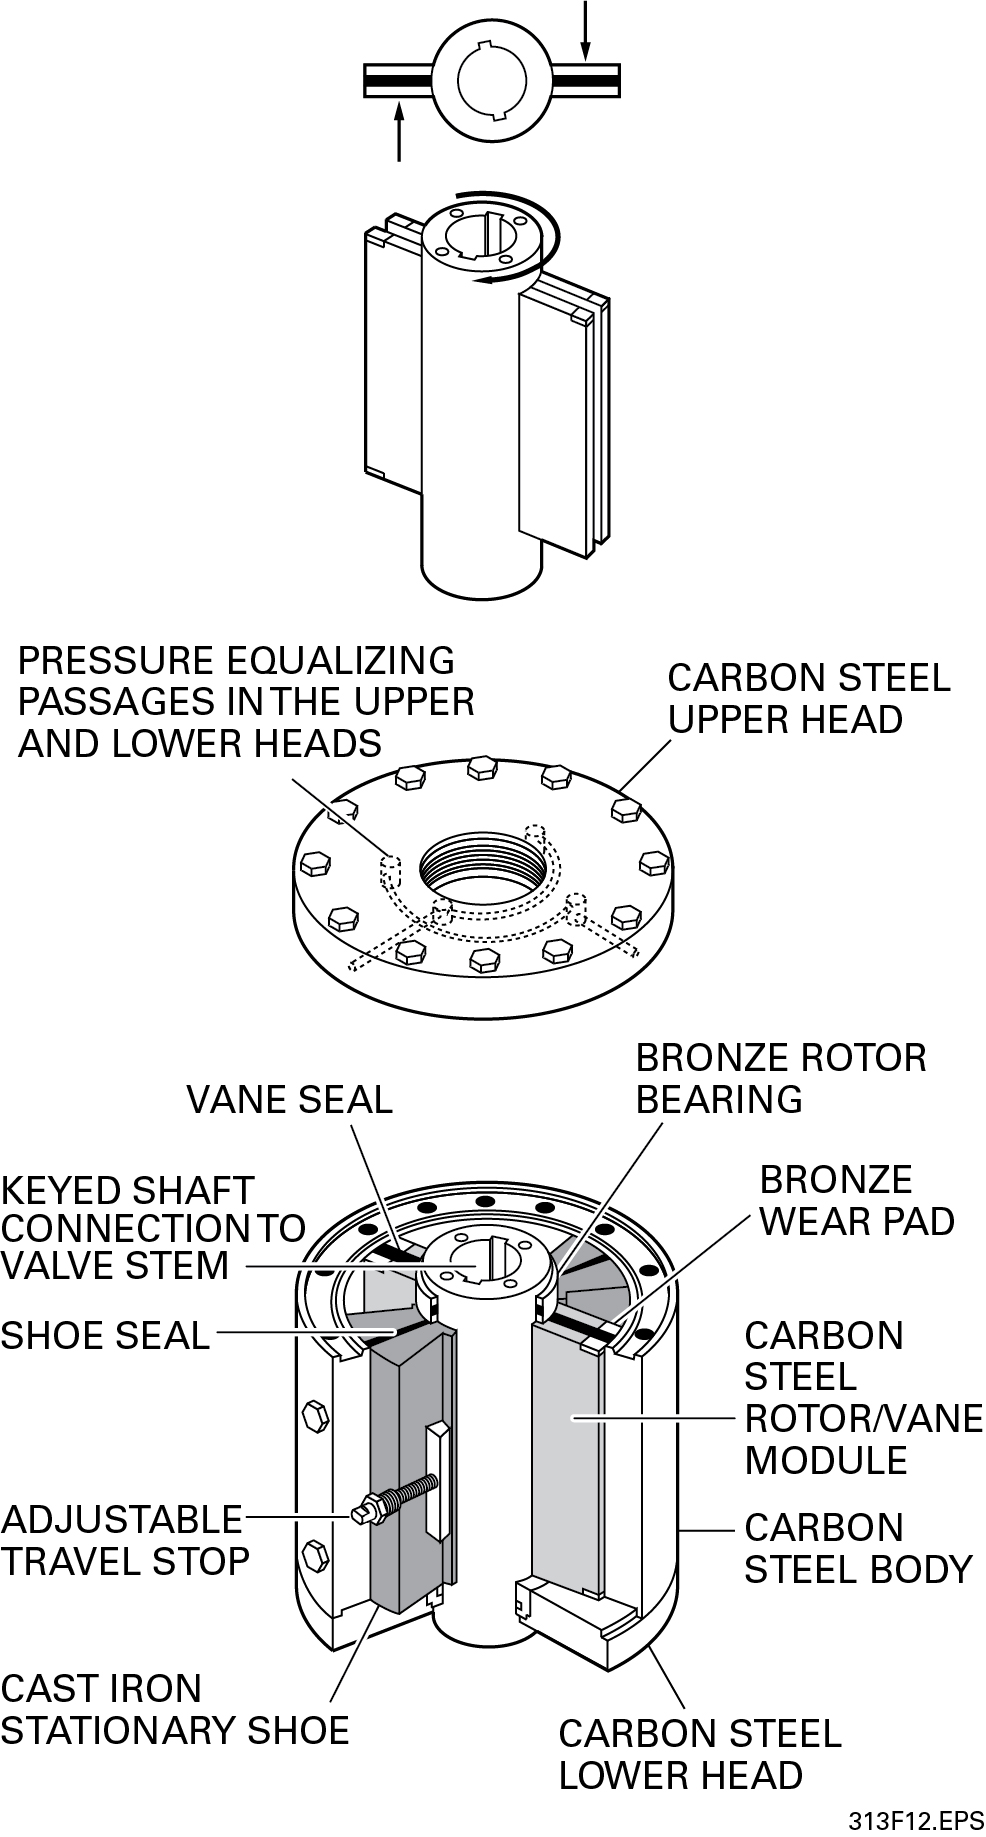 PRESSURE EQUALIZING
PASSAGES IN THE UPPER
AND LOWER HEADS
CARBON STEEL
UPPER HEAD
BRONZE ROTOR
BEARING
VANE SEAL
BRONZE
WEAR PAD
KEYED SHAFT
CONNECTION TO
VALVE STEM
SHOE SEAL
CARBON
STEEL
ROTOR/VANE
MODULE
ADJUSTABLE
TRAVEL STOP
CARBON
STEEL BODY
CAST IRON
STATIONARY SHOE
CARBON STEEL
LOWER HEAD
313F12.EPS